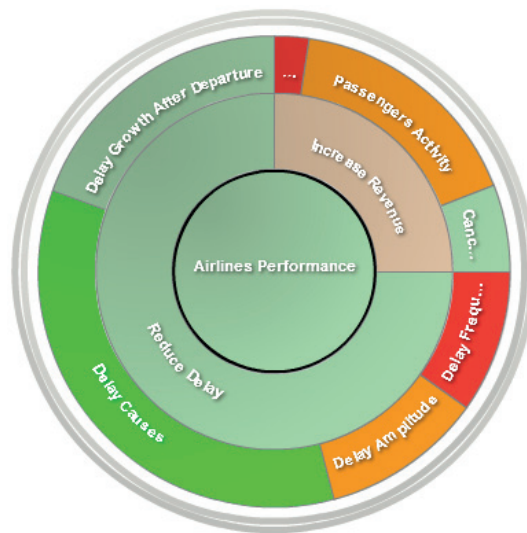 ...
Passengers Activity
Canc...
Delay Frequ...
Delay Amplitude
Delay Causes
Delay Growth After Departure
Increase Revenue
Reduce Delay
Airlines Performance